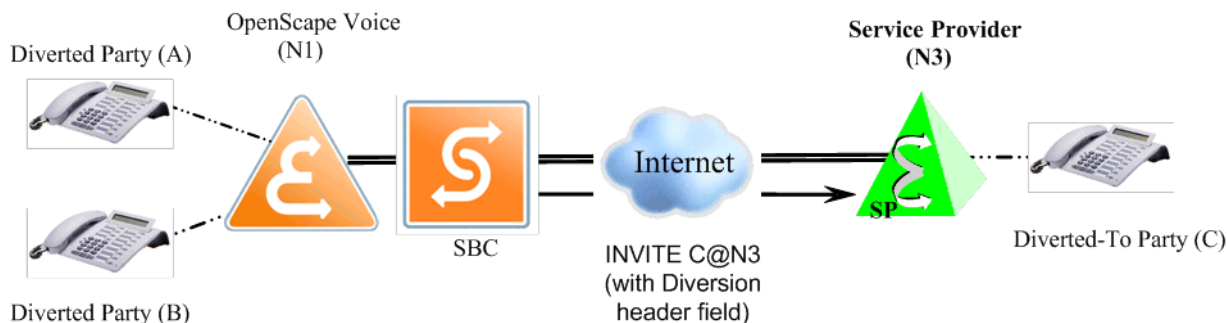 OpenScape Voice
(N1)
Service Provider
(N3)
Diverted Party (A)
Internet
SP
SBC
INVITE C@N3
(with Diversion
header field)
Diverted-To Party (C)
Diverted Party (B)